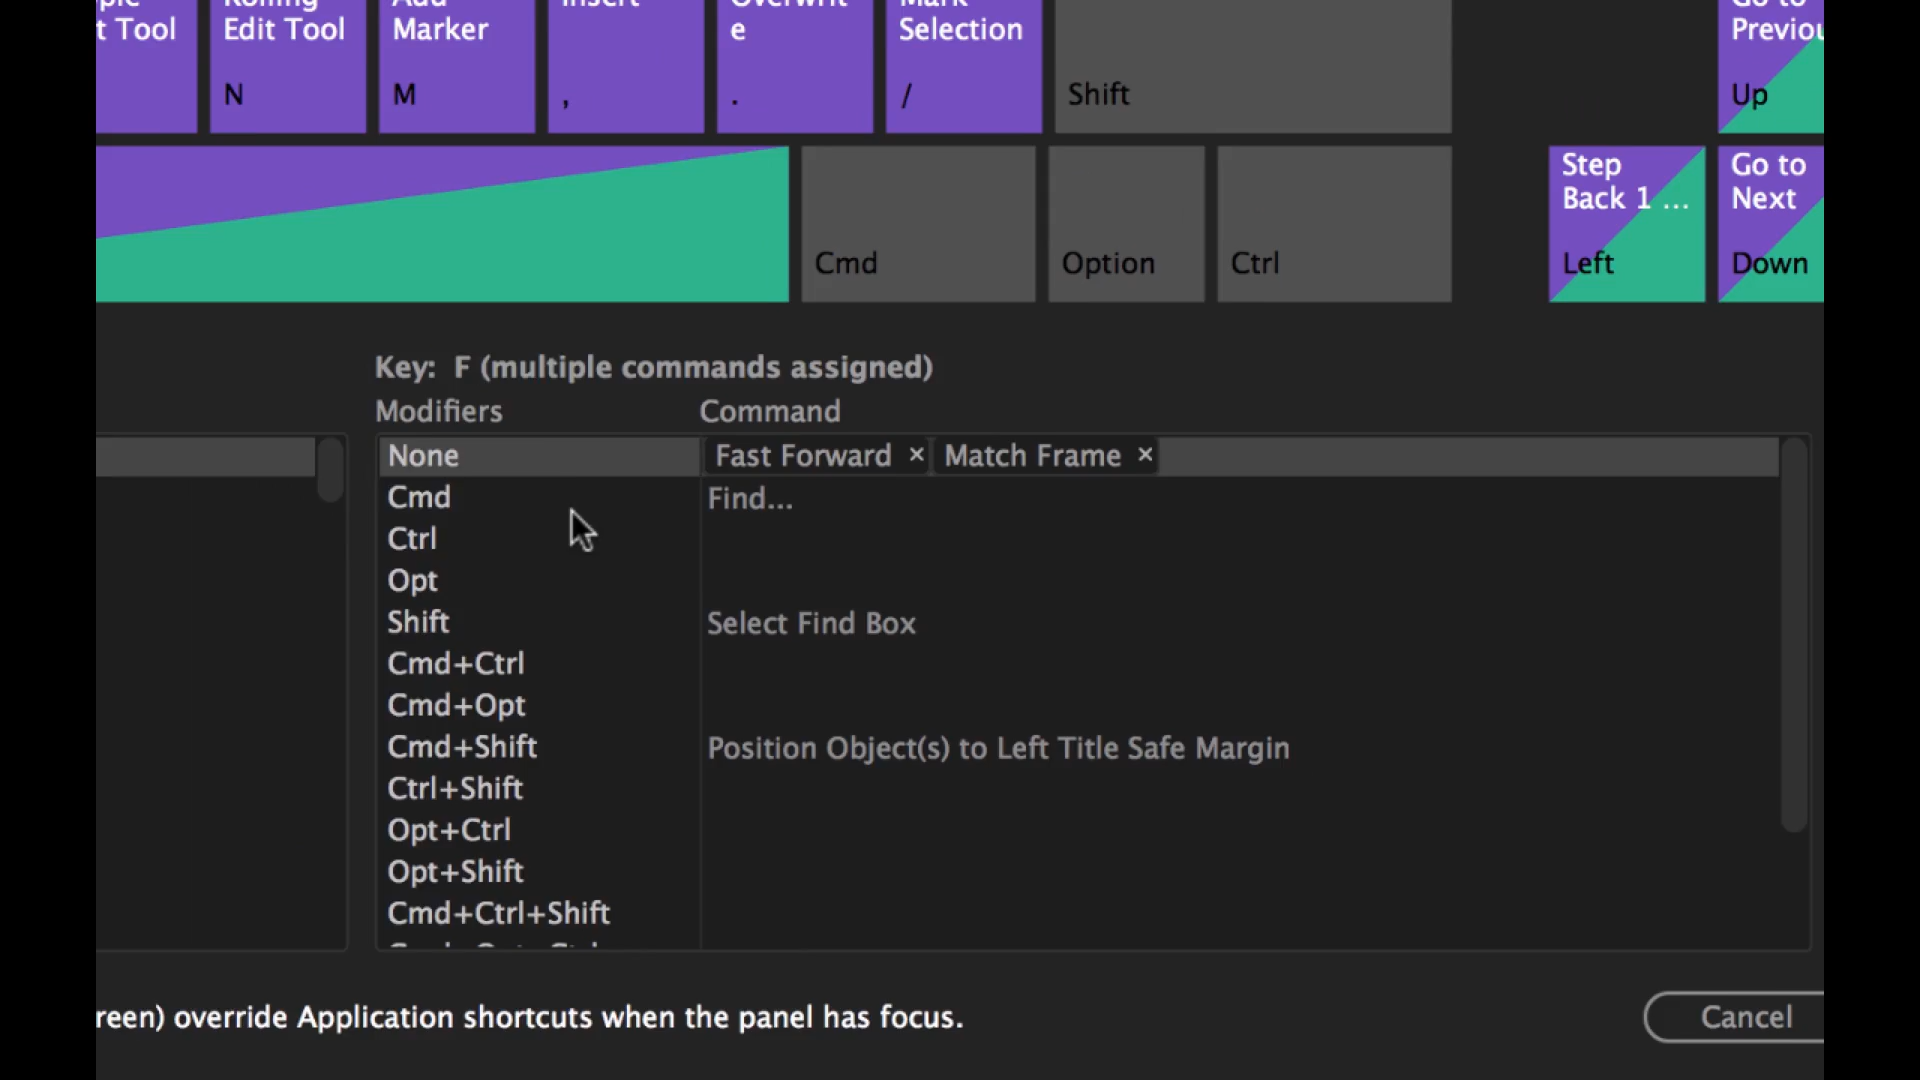 t Tool
Edit Tool
N
Marker
M
,
e
.
Selection
/
Shift
Previou
Up
Cmd
Option
Ctrl
Step
Back 1 ...
Left
Go to
Next
Down
Key: F (multiple commands assigned)
Modifiers Command
None Fast Forward × Match Frame ×
Cmd Find...
Ctrl
Opt
Shift Select Find Box
Cmd+Ctrl
Cmd+Opt
Cmd+Shift Position Object(s) to Left Title Safe Margin
Ctrl+Shift
Opt+Ctrl
Opt+Shift
Cmd+Ctrl+Shift
reen) override Application shortcuts when the panel has focus.
Cancel